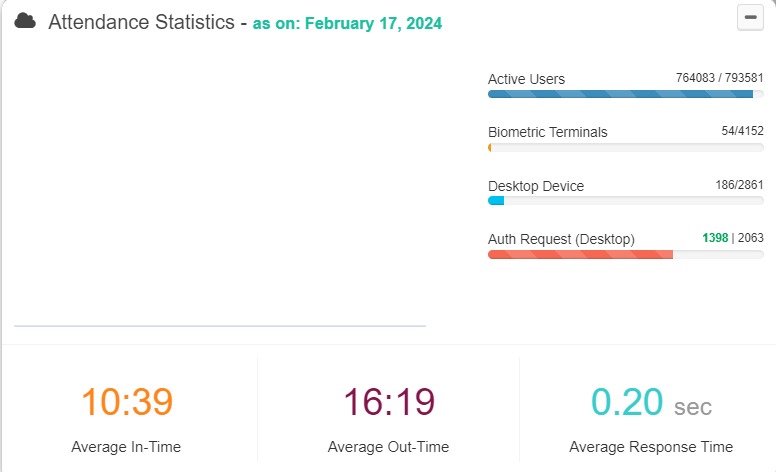 Attendance Statistics - as on: February 17, 2024
Active Users 764083 / 793581
Biometric Terminals 54/4152
Desktop Device 186/2861
Auth Request (Desktop) 1398 | 2063
10:39
Average In-Time
16:19
Average Out-Time
0.20 sec
Average Response Time